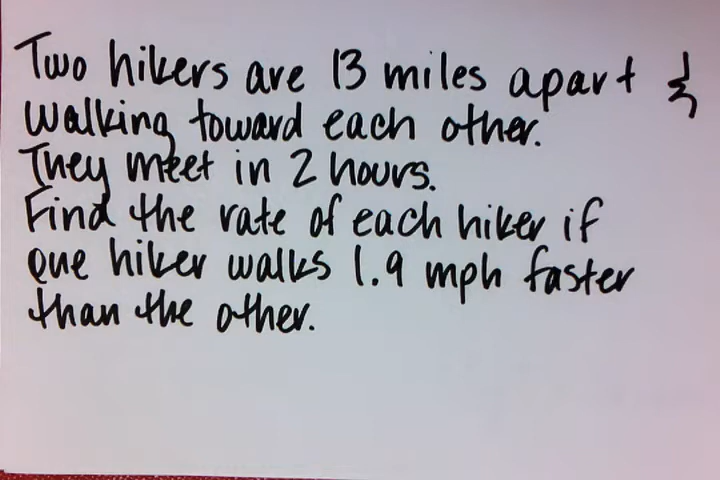 Two hikers are 13 miles apart &
walking toward each other.
They meet in 2 hours.
Find the rate of each hiker if
one hiker walks 1.9 mph faster
than the other.